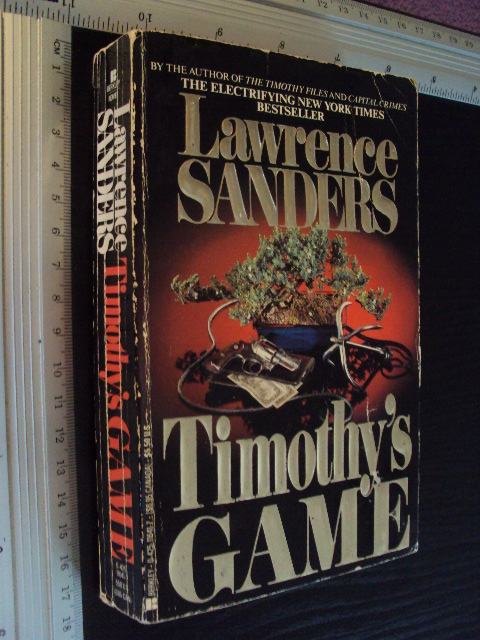 BY THE AUTHOR OF THE TIMOTHY FILES AND CAPITAL CRIMES
THE ELECTRIFYING NEW YORK TIMES
BESTSELLER
Lawrence
SANDERS
Timothy's
GAME
Lawrence
SANDERS
Timothy's GAME